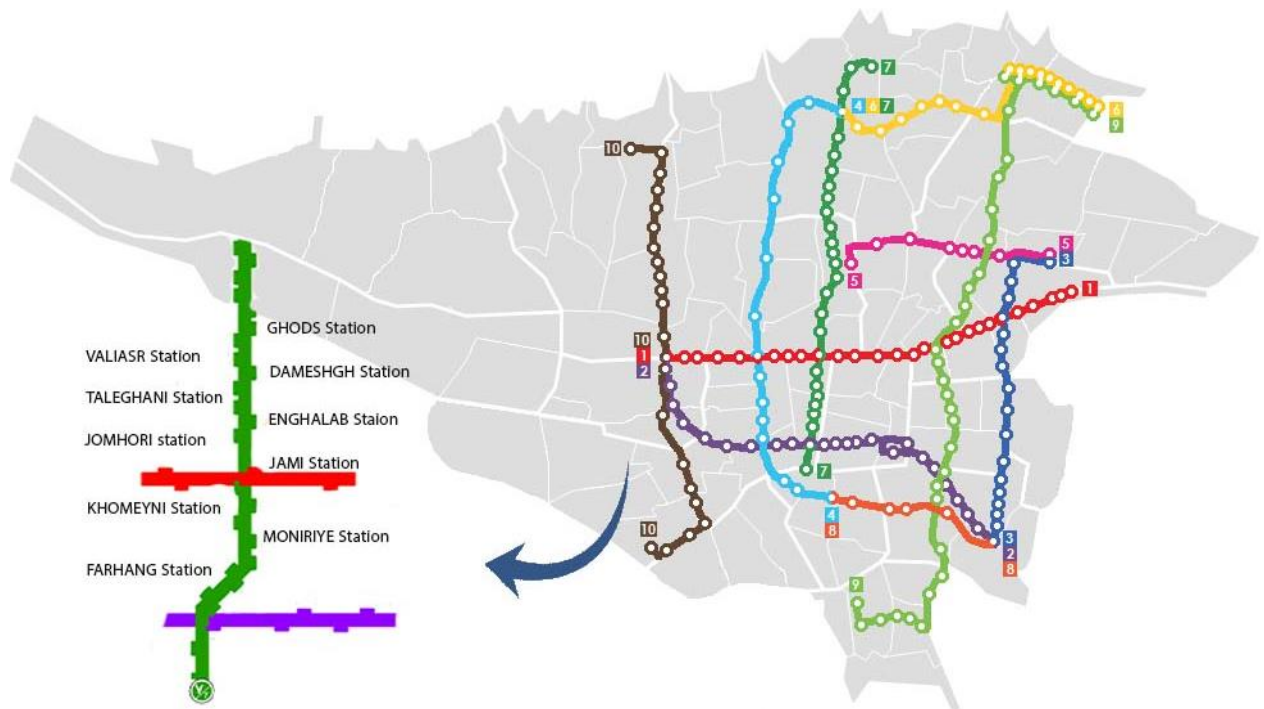 7
4 6 7
6
9
10
5
3
5
1
10
1
2
7
4
8
3
2
8
10
9
GHODS Station
VALIASR Station
DAMESHGH Station
TALEGHANI Station
ENGHALAB Staion
JOMHORI station
JAMI Station
KHOMEYNI Station
MONIRIYE Station
FARHANG Station